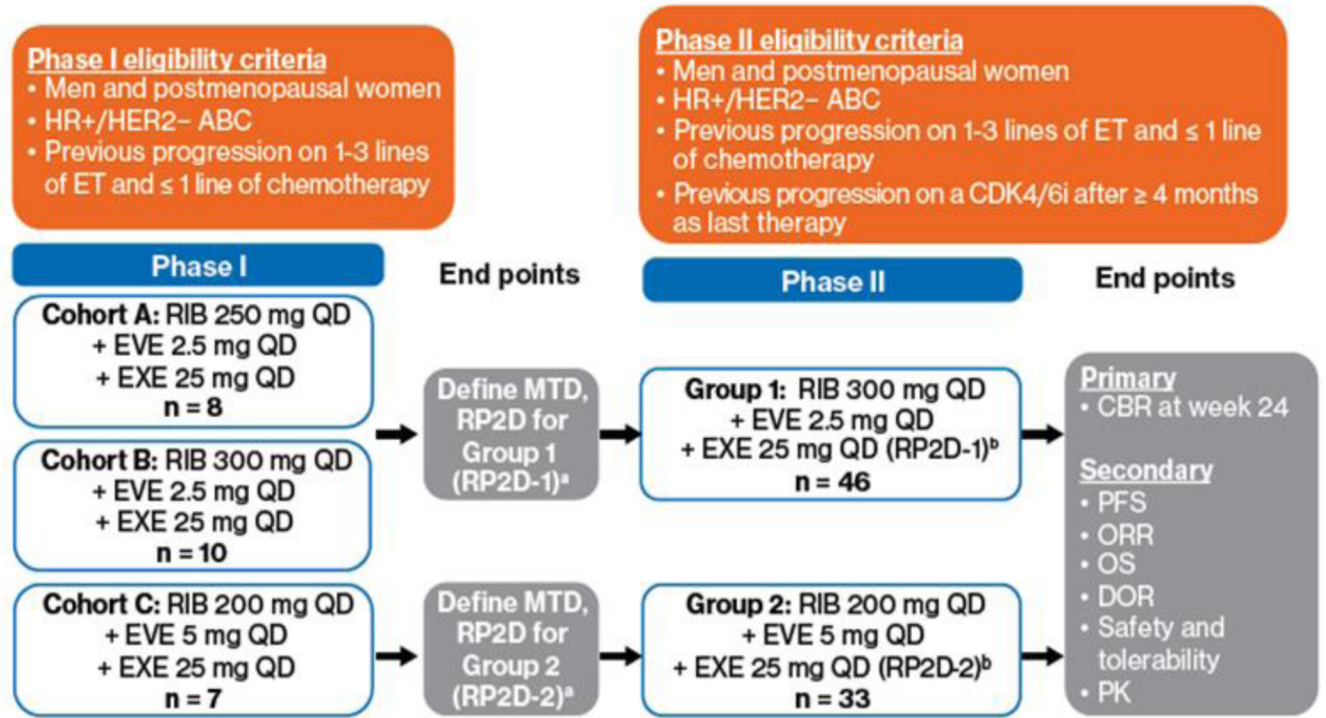 Phase I eligibility criteria
• Men and postmenopausal women
• HR+/HER2− ABC
• Previous progression on 1-3 lines
of ET and ≤ 1 line of chemotherapy
Phase II eligibility criteria
• Men and postmenopausal women
• HR+/HER2− ABC
• Previous progression on 1-3 lines of ET and ≤ 1 line
of chemotherapy
• Previous progression on a CDK4/6i after ≥ 4 months
as last therapy
Phase I
End points
Phase II
End points
Cohort A: RIB 250 mg QD
+ EVE 2.5 mg QD
+ EXE 25 mg QD
n = 8
Cohort B: RIB 300 mg QD
+ EVE 2.5 mg QD
+ EXE 25 mg QD
n = 10
Define MTD,
RP2D for
Group 1
(RP2D-1)ᵃ
Group 1: RIB 300 mg QD
+ EVE 2.5 mg QD
+ EXE 25 mg QD (RP2D-1)ᵇ
n = 46
Cohort C: RIB 200 mg QD
+ EVE 5 mg QD
+ EXE 25 mg QD
n = 7
Define MTD,
RP2D for
Group 2
(RP2D-2)ᵃ
Group 2: RIB 200 mg QD
+ EVE 5 mg QD
+ EXE 25 mg QD (RP2D-2)ᵇ
n = 33
Primary
• CBR at week 24
Secondary
• PFS
• ORR
• OS
• DOR
• Safety and
tolerability
• PK